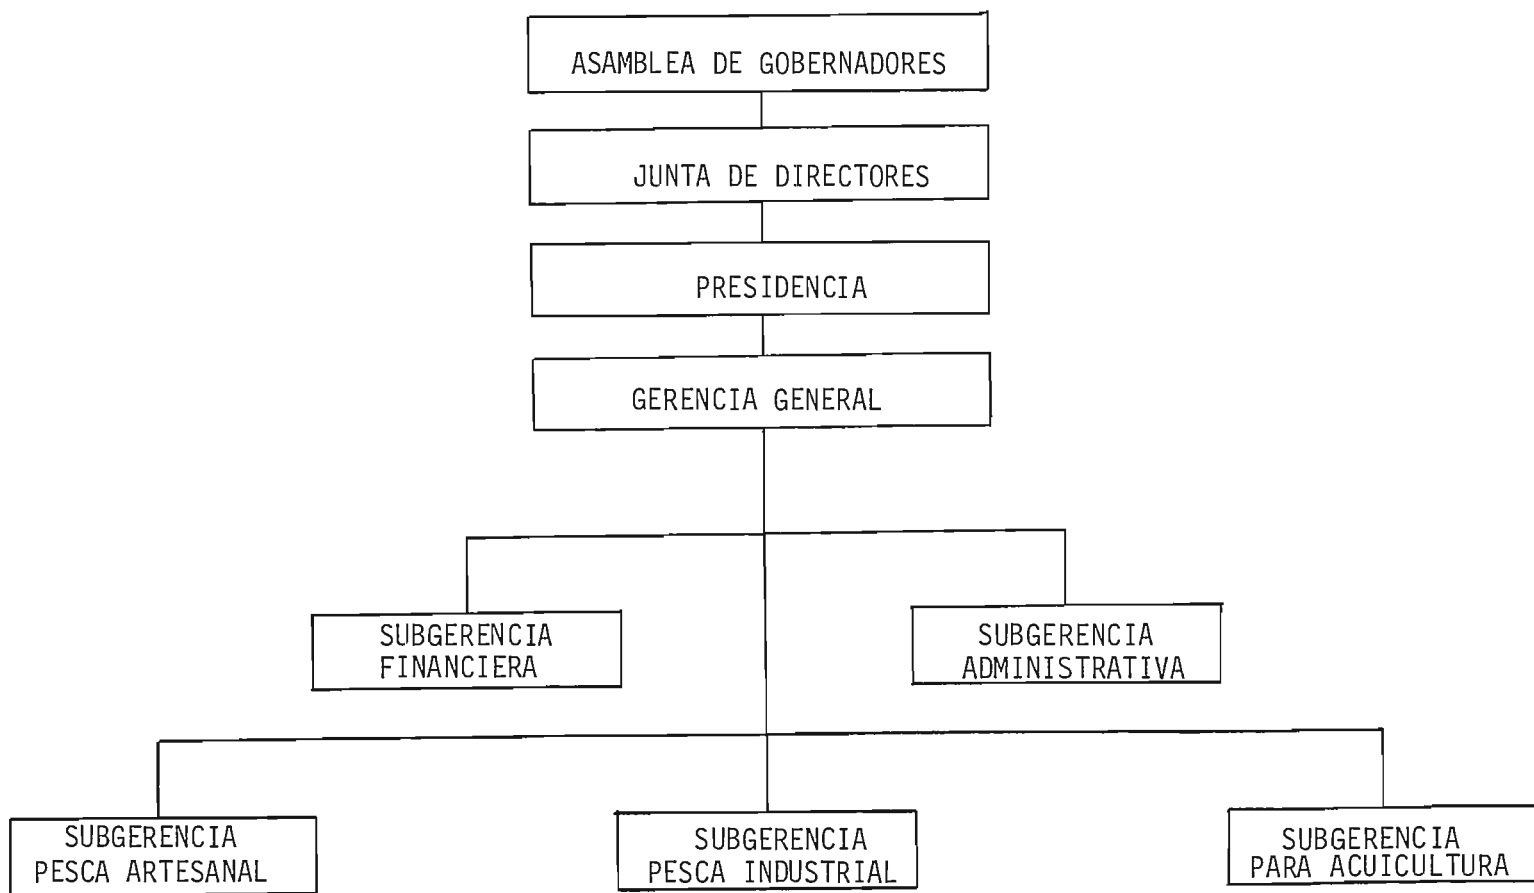 ASAMBLEA DE GOBERNADORES
JUNTA DE DIRECTORES
PRESIDENCIA
GERENCIA GENERAL
SUBGERENCIA
FINANCIERA
SUBGERENCIA
ADMINISTRATIVA
SUBGERENCIA
PESCA ARTESANAL
SUBGERENCIA
PESCA INDUSTRIAL
SUBGERENCIA
PARA ACUICULTURA